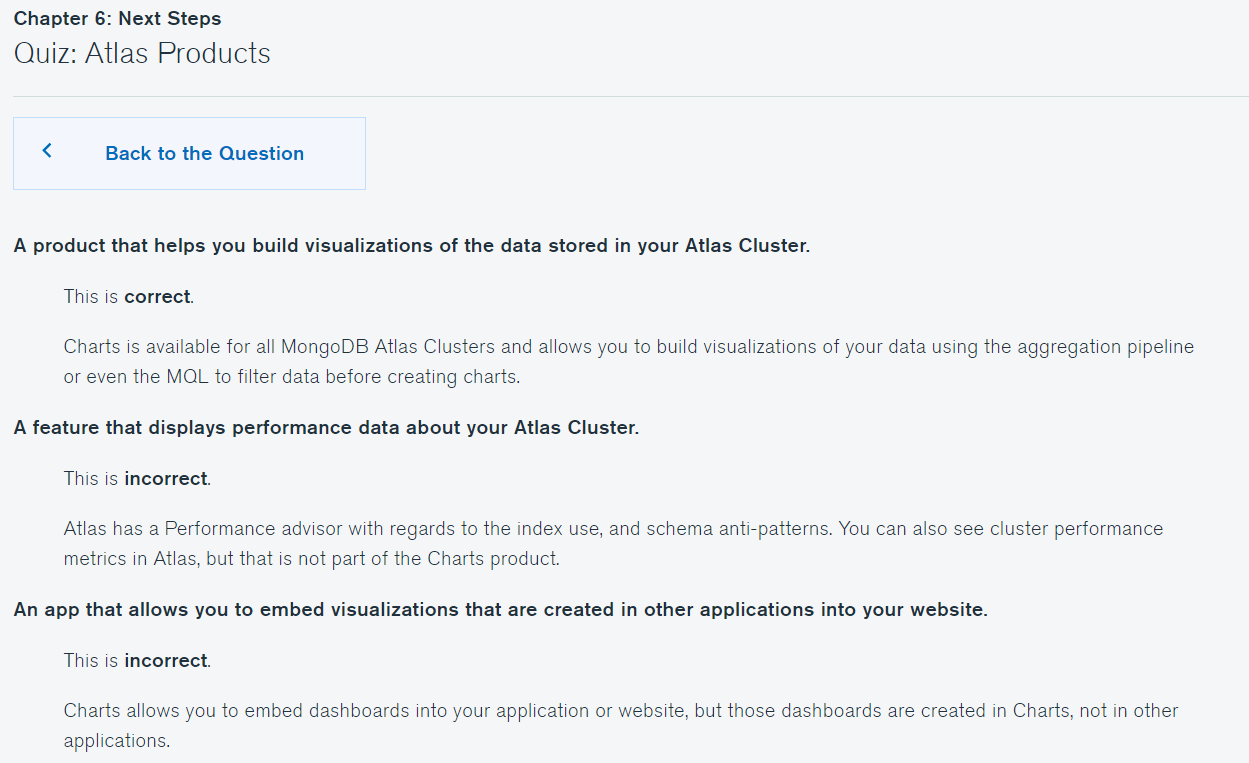 Chapter 6: Next Steps
Quiz: Atlas Products
Back to the Question
A product that helps you build visualizations of the data stored in your Atlas Cluster.
This is correct.
Charts is available for all MongoDB Atlas Clusters and allows you to build visualizations of your data using the aggregation pipeline
or even the MQL to filter data before creating charts.
A feature that displays performance data about your Atlas Cluster.
This is incorrect.
Atlas has a Performance advisor with regards to the index use, and schema anti-patterns. You can also see cluster performance
metrics in Atlas, but that is not part of the Charts product.
An app that allows you to embed visualizations that are created in other applications into your website.
This is incorrect.
Charts allows you to embed dashboards into your application or website, but those dashboards are created in Charts, not in other
applications.